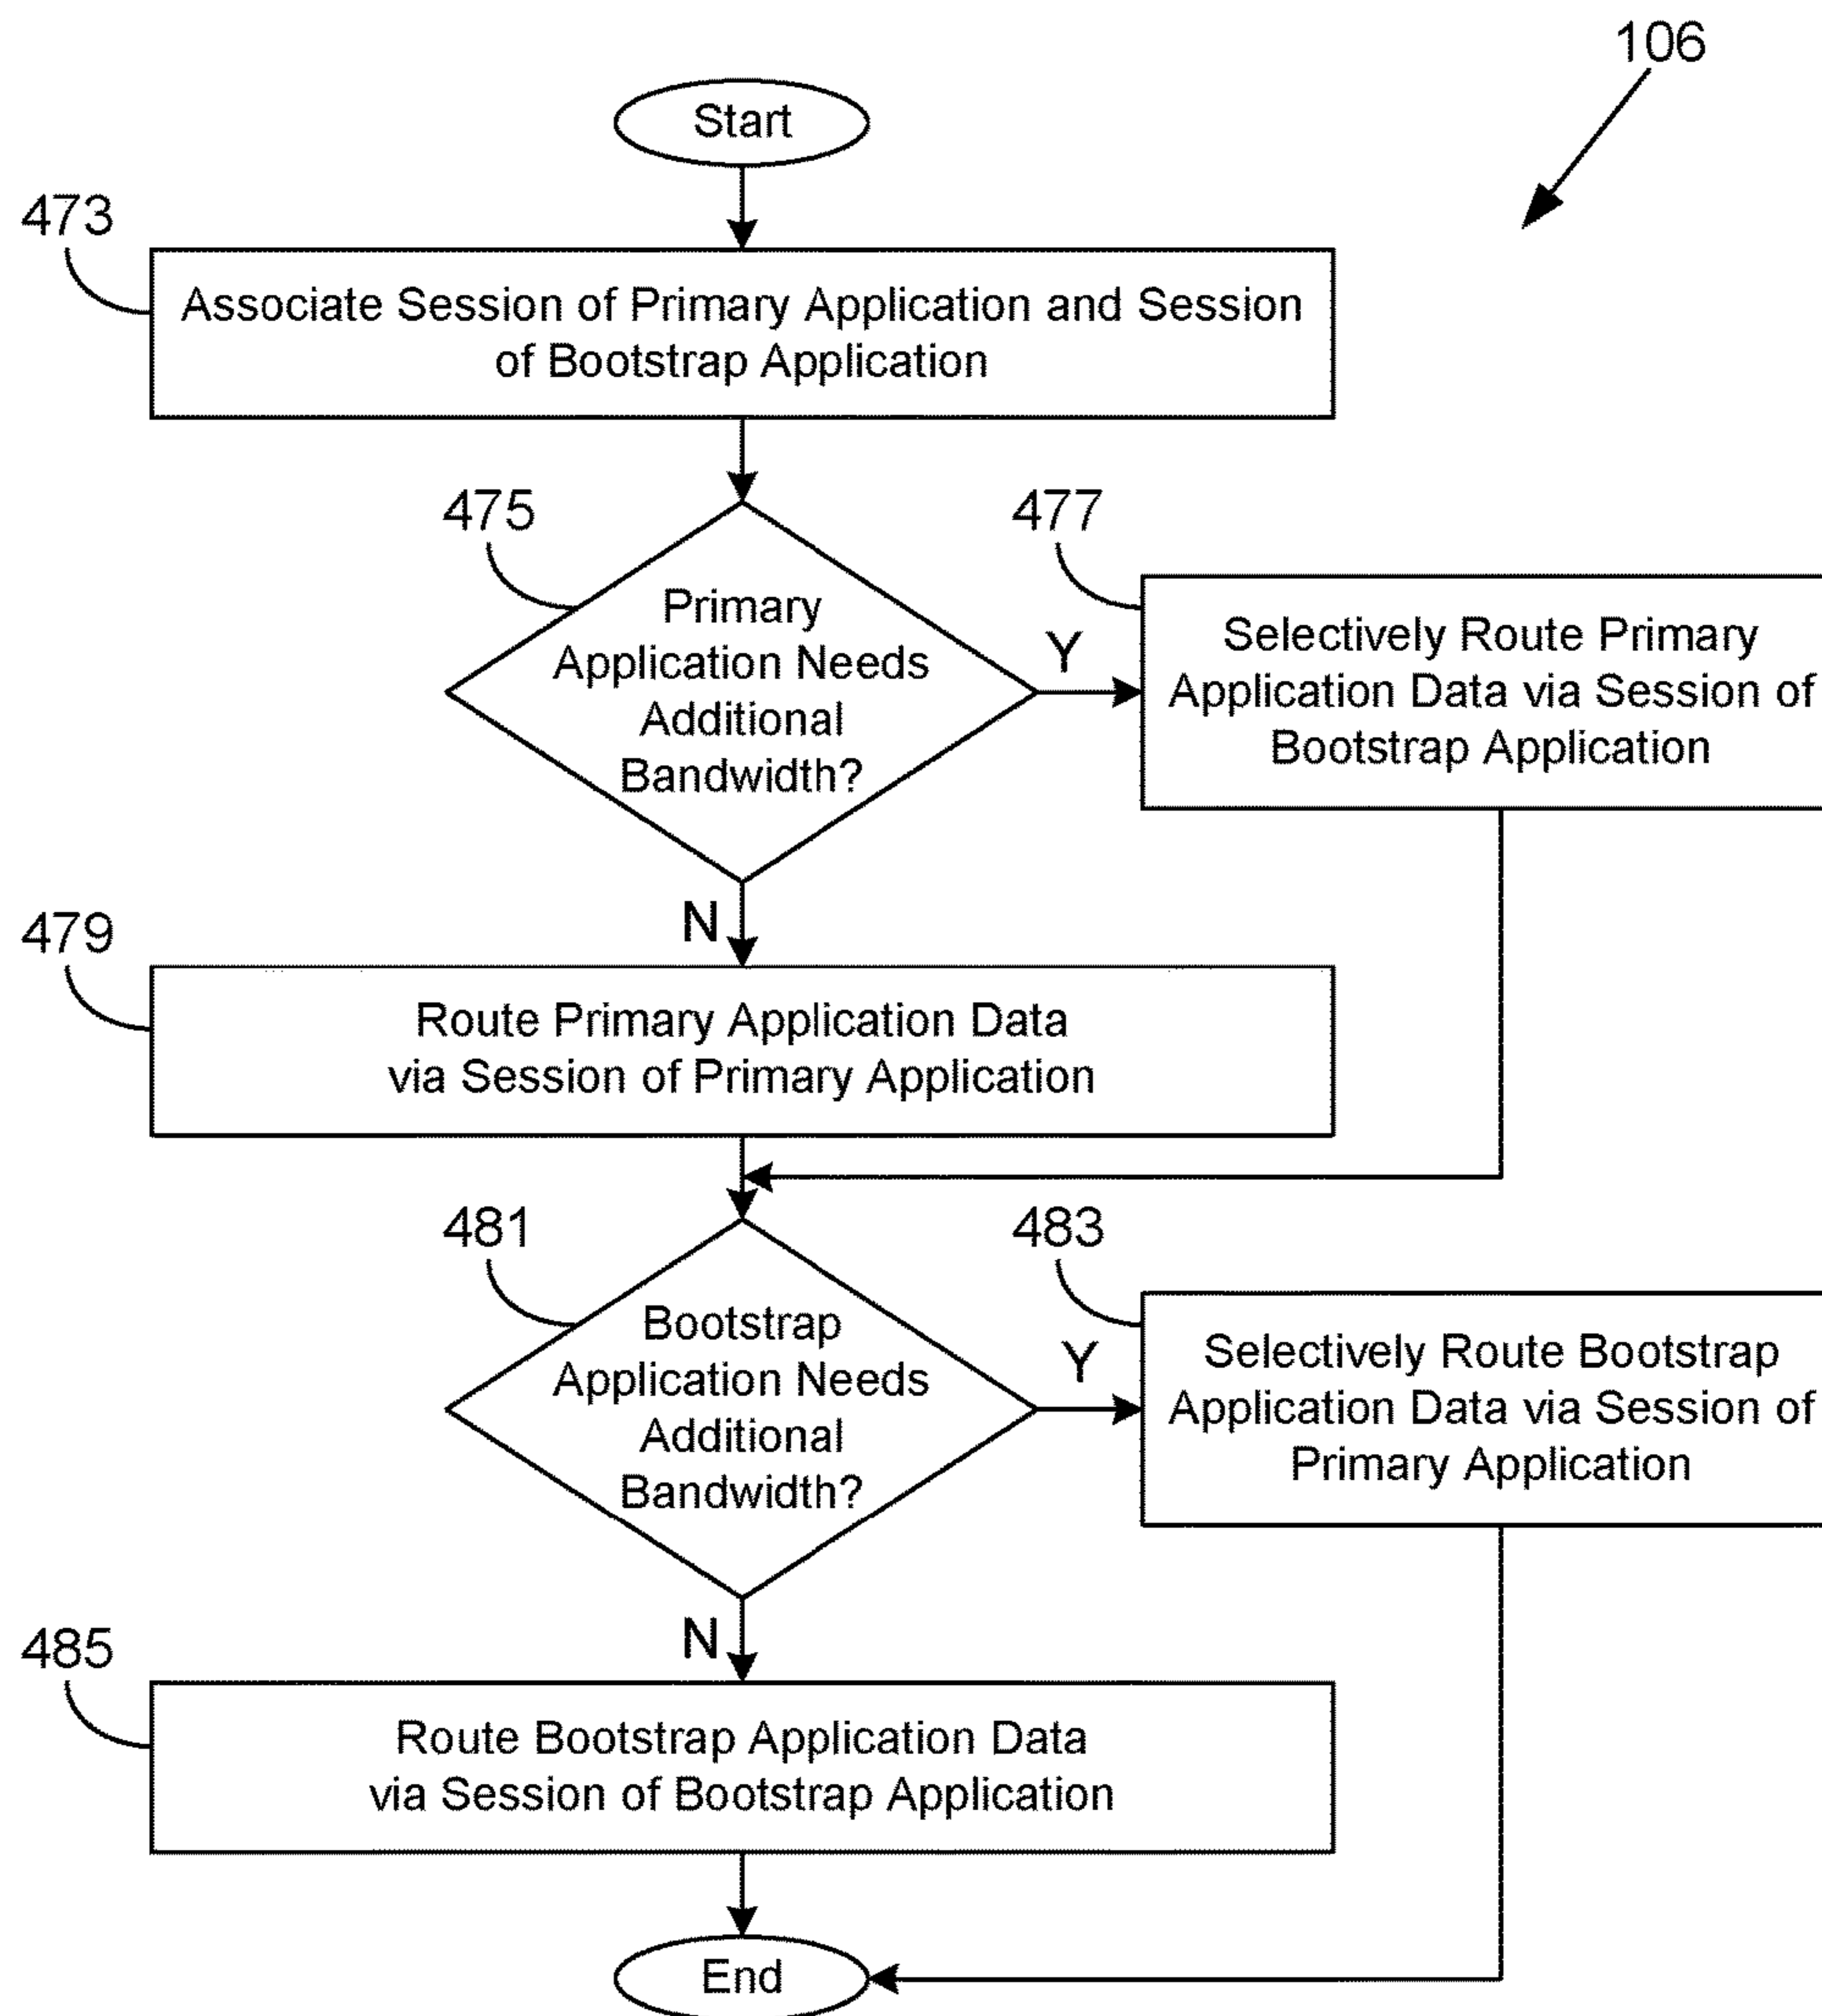 106
Start
473
Associate Session of Primary Application and Session
of Bootstrap Application
475
Primary
Application Needs
Additional
Bandwidth?
Y
477
Selectively Route Primary
Application Data via Session of
Bootstrap Application
N
479
Route Primary Application Data
via Session of Primary Application
481
Bootstrap
Application Needs
Additional
Bandwidth?
Y
483
Selectively Route Bootstrap
Application Data via Session of
Primary Application
N
485
Route Bootstrap Application Data
via Session of Bootstrap Application
End